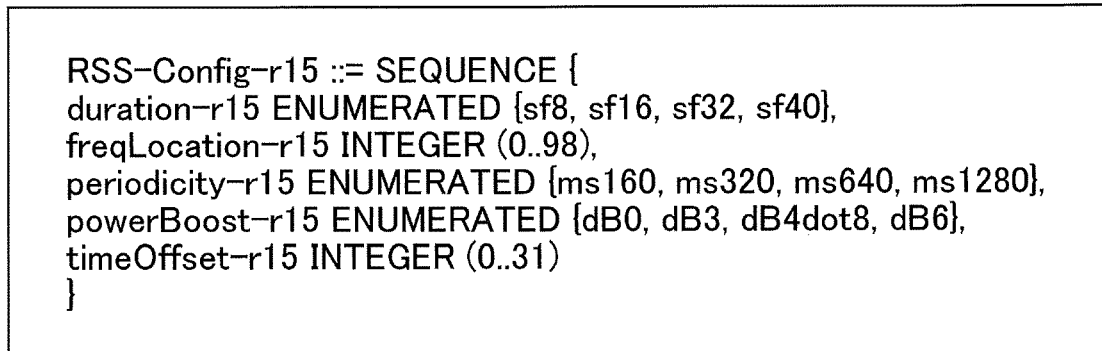 RSS-Config-r15 ::= SEQUENCE {
duration-r15 ENUMERATED {sf8, sf16, sf32, sf40},
freqLocation-r15 INTEGER (0..98),
periodicity-r15 ENUMERATED {ms160, ms320, ms640, ms1280},
powerBoost-r15 ENUMERATED {dB0, dB3, dB4dot8, dB6},
timeOffset-r15 INTEGER (0..31)
}